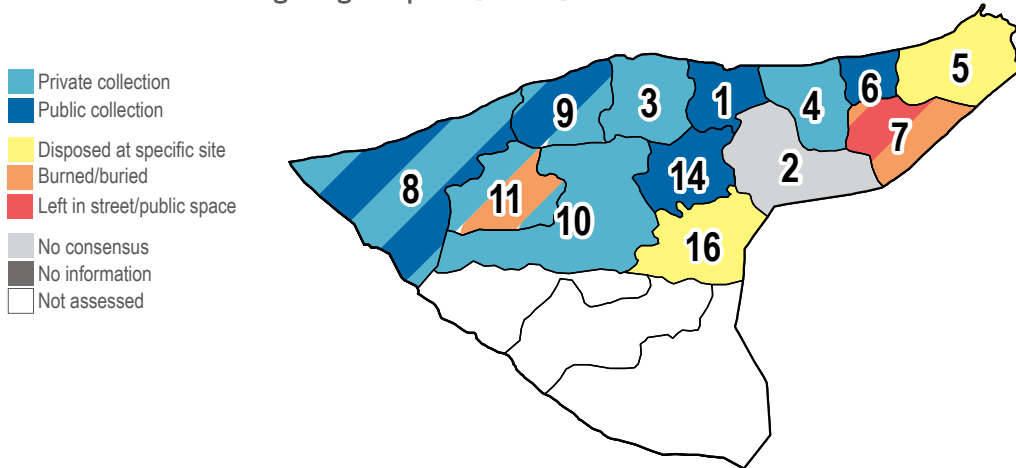 Private collection
Public collection
Disposed at specific site
Burned/buried
Left in street/public space
No consensus
No information
Not assessed
5
6
3
1
4
9
7
2
14
8
11
10
16